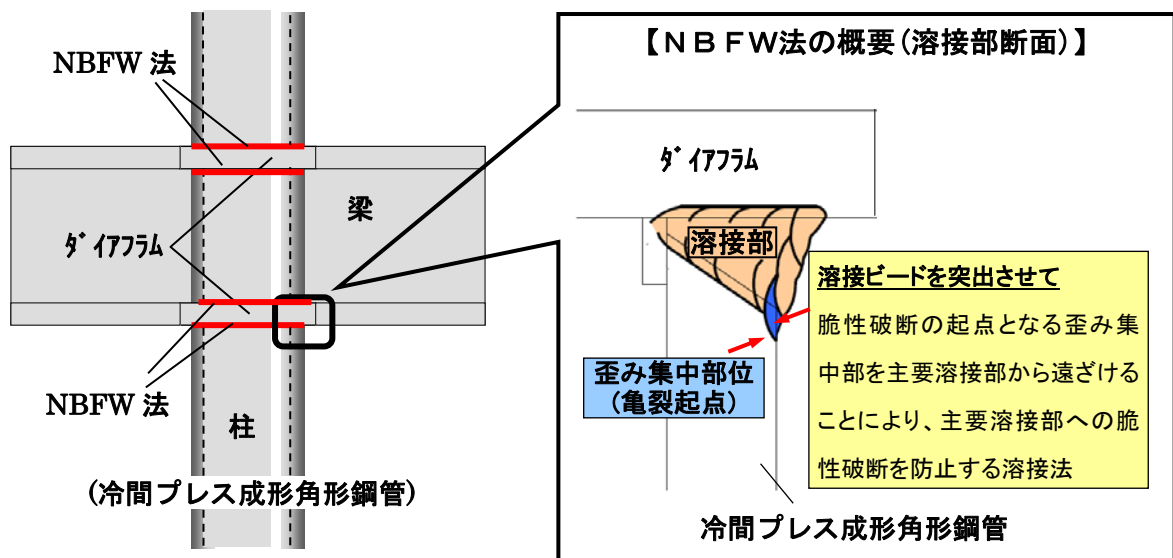 NBFW 法
梁
ダイアフラム
NBFW 法
柱
(冷間プレス成形角形鋼管)
【NBFW法の概要(溶接部断面)】
ダイアフラム
溶接部
歪み集中部位
(亀裂起点)
溶接ビードを突出させて
脆性破断の起点となる歪み集
中部を主要溶接部から遠ざける
ことにより、主要溶接部への脆
性破断を防止する溶接法
冷間プレス成形角形鋼管